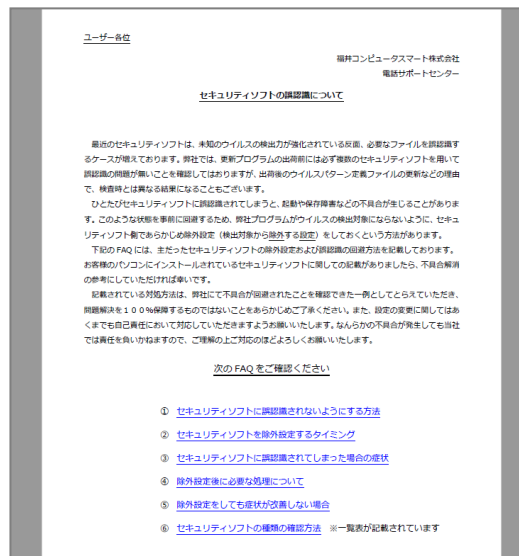 ユーザー各位
福井コンピュータスマート株式会社
電話サポートセンター
セキュリティソフトの誤認識について
最近のセキュリティソフトは、未知のウイルスの検出力が強化されている反面、必要なファイルを誤認識す
るケースが増えております。弊社では、更新プログラムの出荷前には必ず複数のセキュリティソフトを用いて
誤認識の問題が無いことを確認してはおりますが、出荷後のウイルスパターン定義ファイルの更新などの理由
で、検査時とは異なる結果になることもございます。
ひとたびセキュリティソフトに誤認識されてしまうと、起動や保存障害などの不具合が生じることがありま
す。このような状態を事前に回避するため、弊社プログラムがウイルスの検出対象にならないように、セキュ
リティソフト側であらかじめ除外設定（検出対象から除外する設定）をしておくという方法があります。
下記の FAQ には、主だったセキュリティソフトの除外設定および誤認識の回避方法を記載しております。
お客様のパソコンにインストールされているセキュリティソフトに関しての記載がありましたら、不具合解消
の参考にしていただければ幸いです。
記載されている対処方法は、弊社にて不具合が回避されたことを確認できた一例としてとらえていただき、
問題解決を１００%保障するものではないことをあらかじめご了承ください。また、設定の変更に関してはあ
くまでも自己責任において対応していただきますようお願いいたします。なんらかの不具合が発生しても当社
では責任を負いかねますので、ご理解の上ご対応のほどよろしくお願いいたします。
次の FAQ をご確認ください
① セキュリティソフトに誤認識されないようにする方法
② セキュリティソフトを除外設定するタイミング
③ セキュリティソフトに誤認識されてしまった場合の症状
④ 除外設定後に必要な処理について
⑤ 除外設定をしても症状が改善しない場合
⑥ セキュリティソフトの種類の確認方法 ※一覧表が記載されています